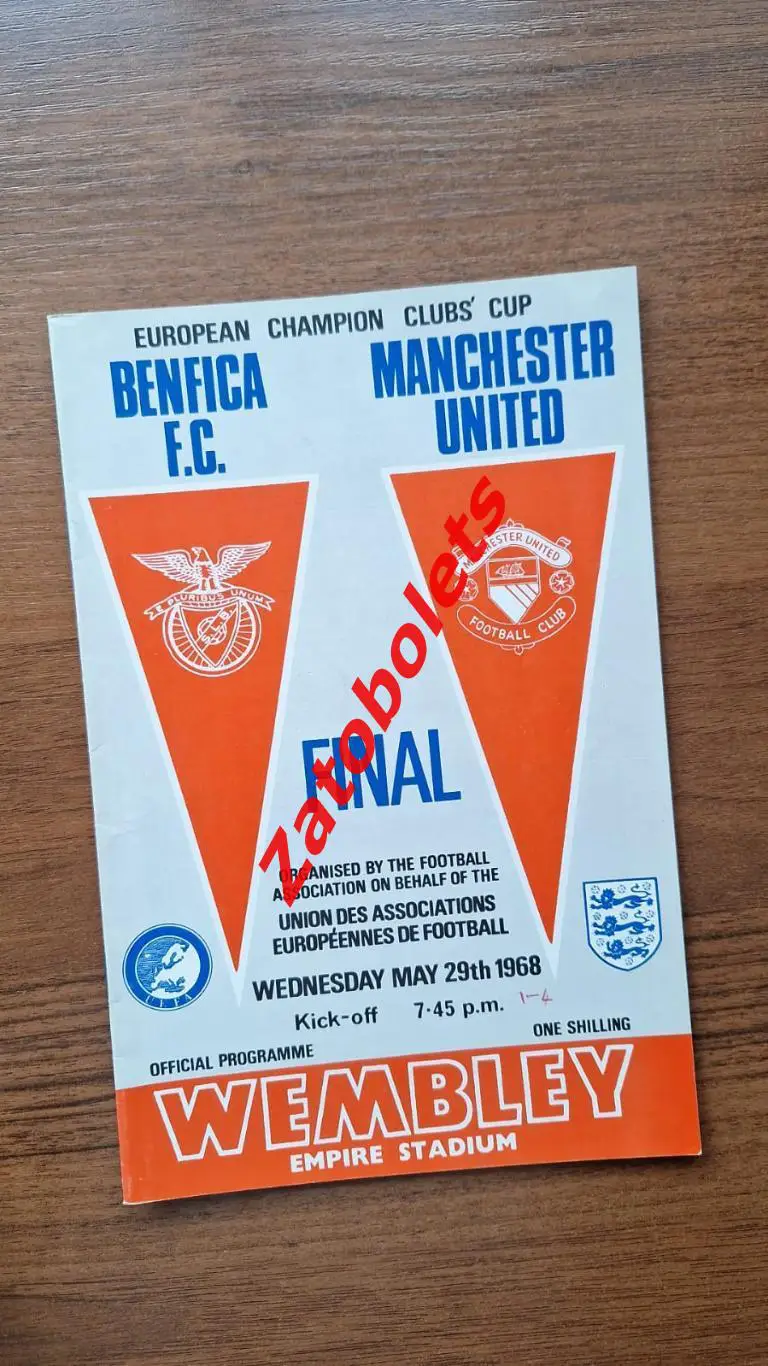 EUROPEAN CHAMPION CLUBS' CUP
BENFICA
F.C.
MANCHESTER
UNITED
E PLURIBUS UNUM
S.L.B.
MANCHESTER UNITED
FOOTBALL CLUB
Zatobolets
FINAL
ORGANISED BY THE FOOTBALL
ASSOCIATION ON BEHALF OF THE
UNION DES ASSOCIATIONS
EUROPÉENNES DE FOOTBALL
UEFA
WEDNESDAY MAY 29th 1968
Kick-off 7·45 p.m. 1-4
OFFICIAL PROGRAMME
ONE SHILLING
WEMBLEY
EMPIRE STADIUM